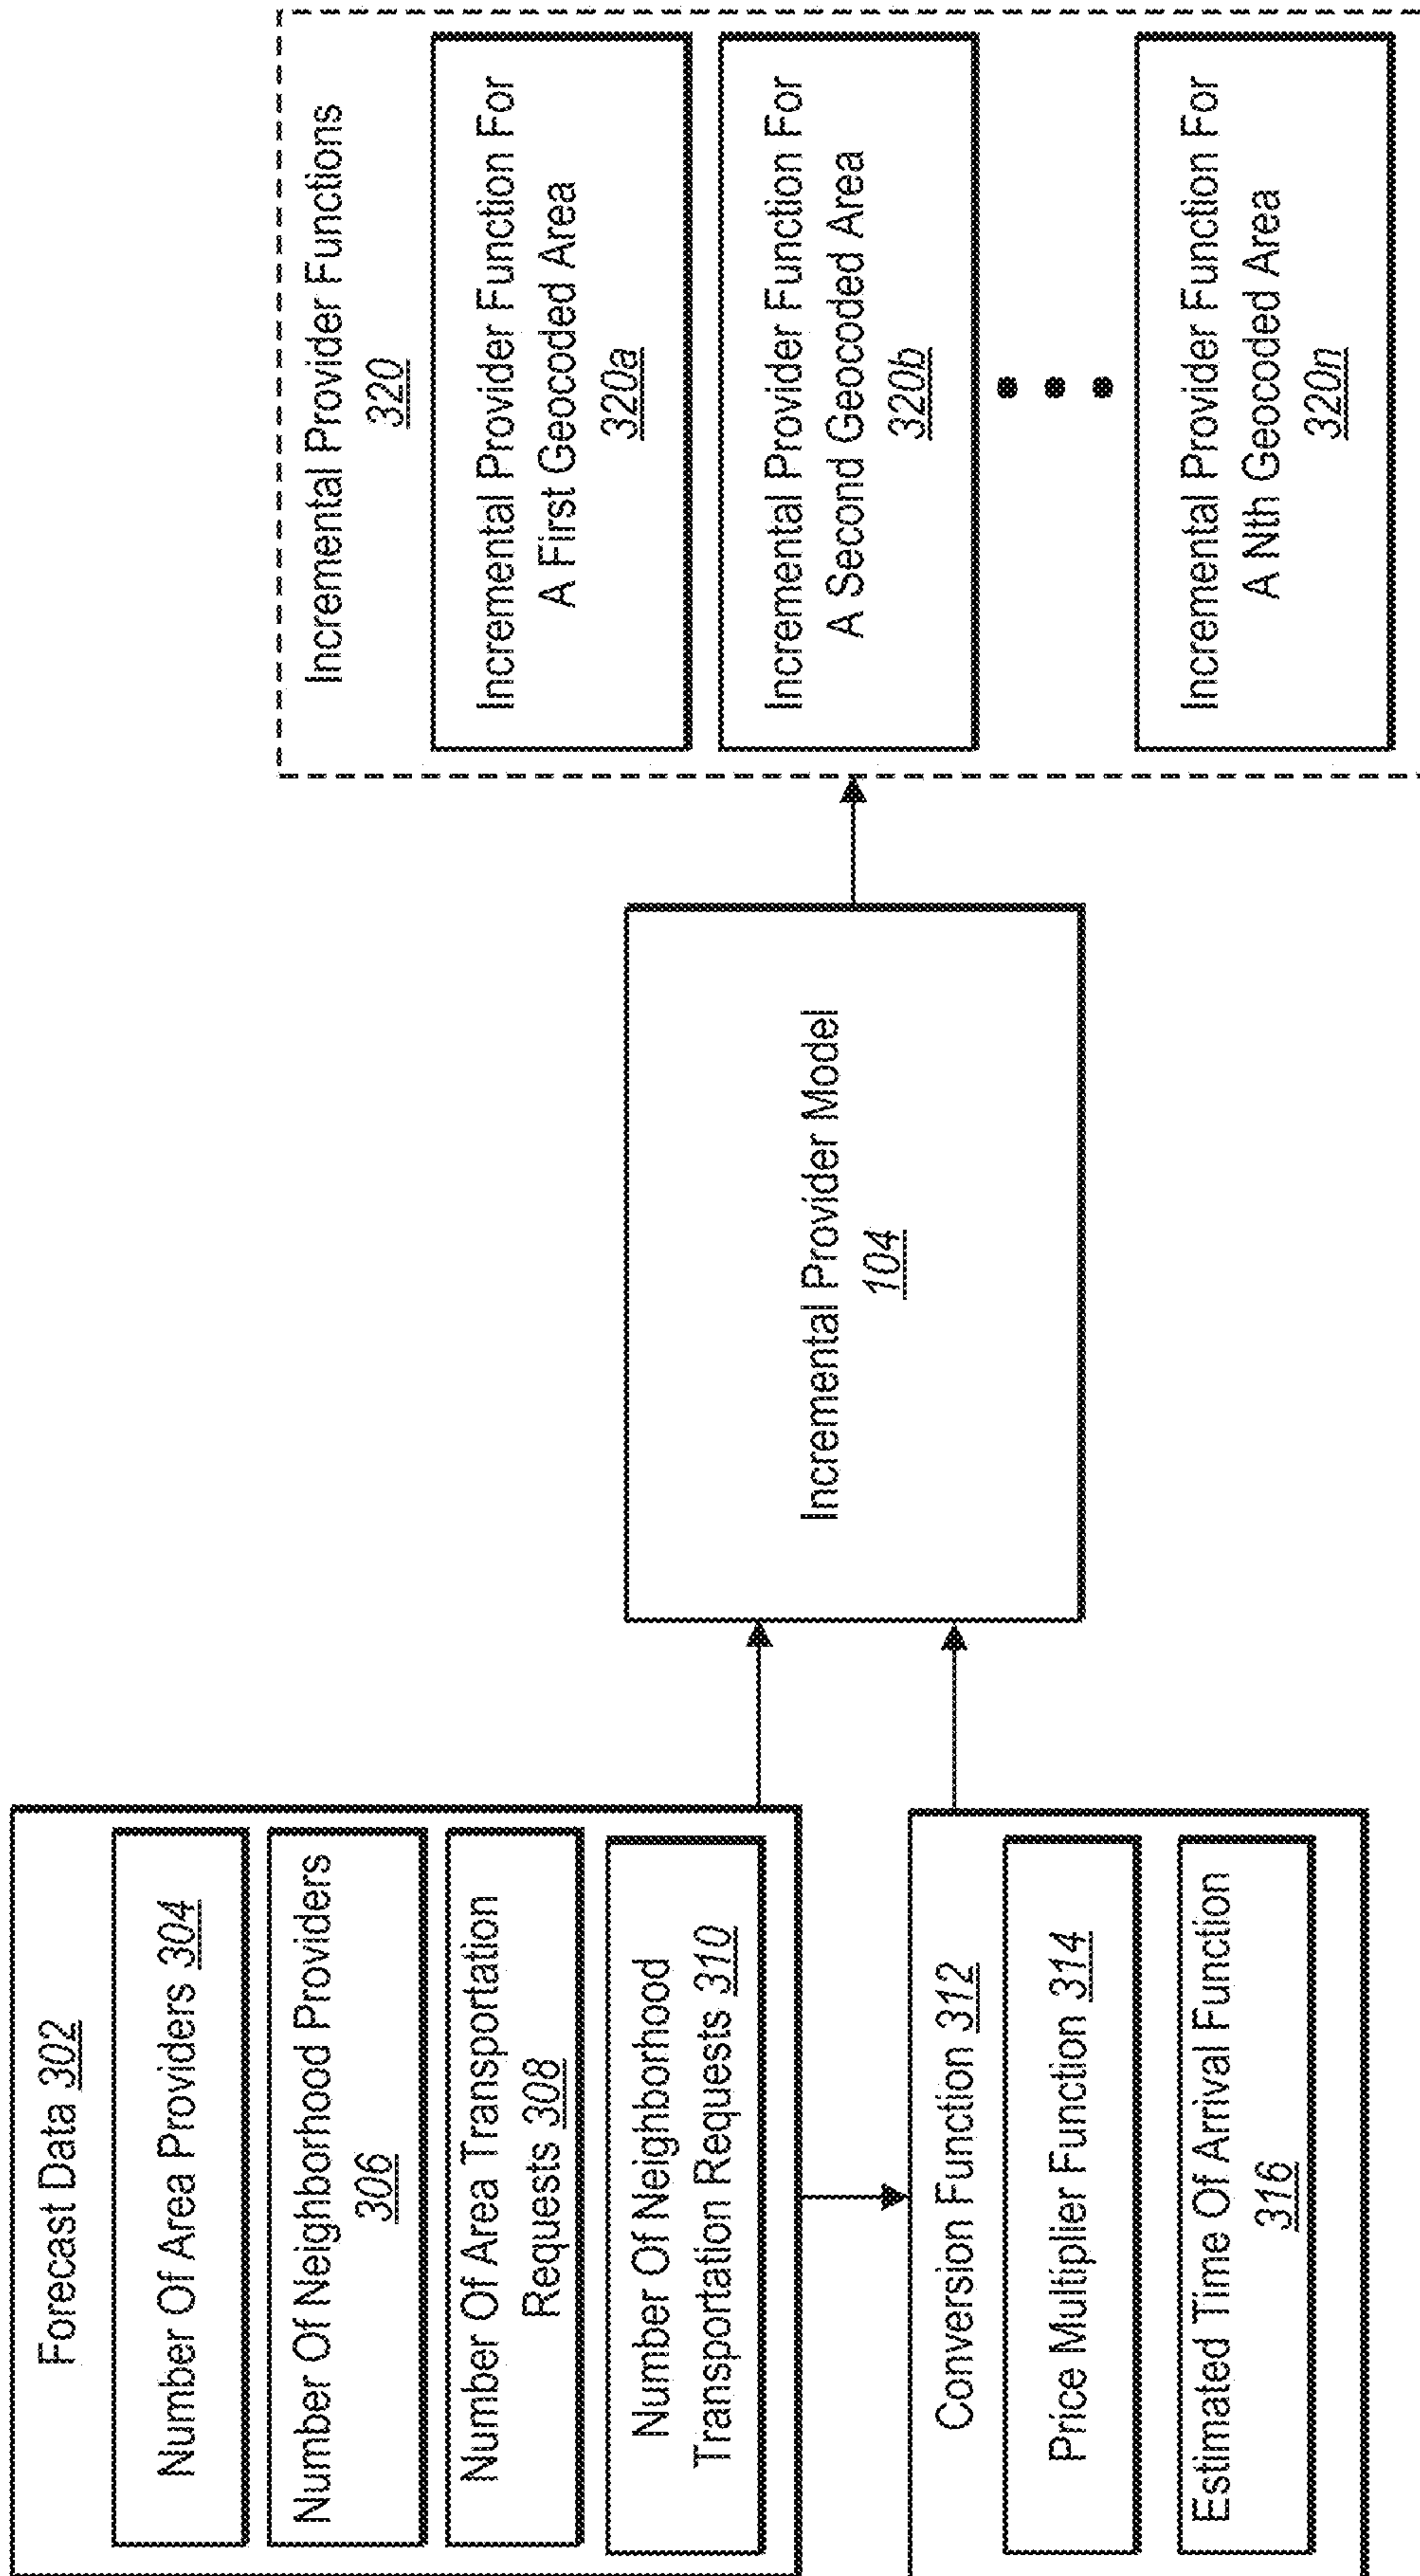 Forecast Data 302
Number Of Area Providers 304
Number Of Neighborhood Providers
306
Number Of Area Transportation
Requests 308
Number Of Neighborhood
Transportation Requests 310
Conversion Function 312
Price Multiplier Function 314
Estimated Time Of Arrival Function
316
Incremental Provider Model
104
Incremental Provider Functions
320
Incremental Provider Function For
A First Geocoded Area
320a
Incremental Provider Function For
A Second Geocoded Area
320b
Incremental Provider Function For
A Nth Geocoded Area
320n